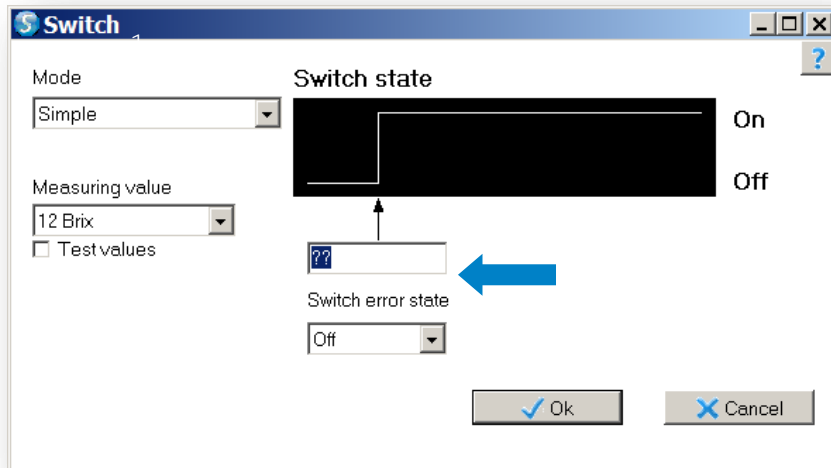 Switch
Mode
Simple
Measuring value
12 Brix
Test values
Switch state
On
Off
??
Switch error state
Off
Ok
Cancel
?